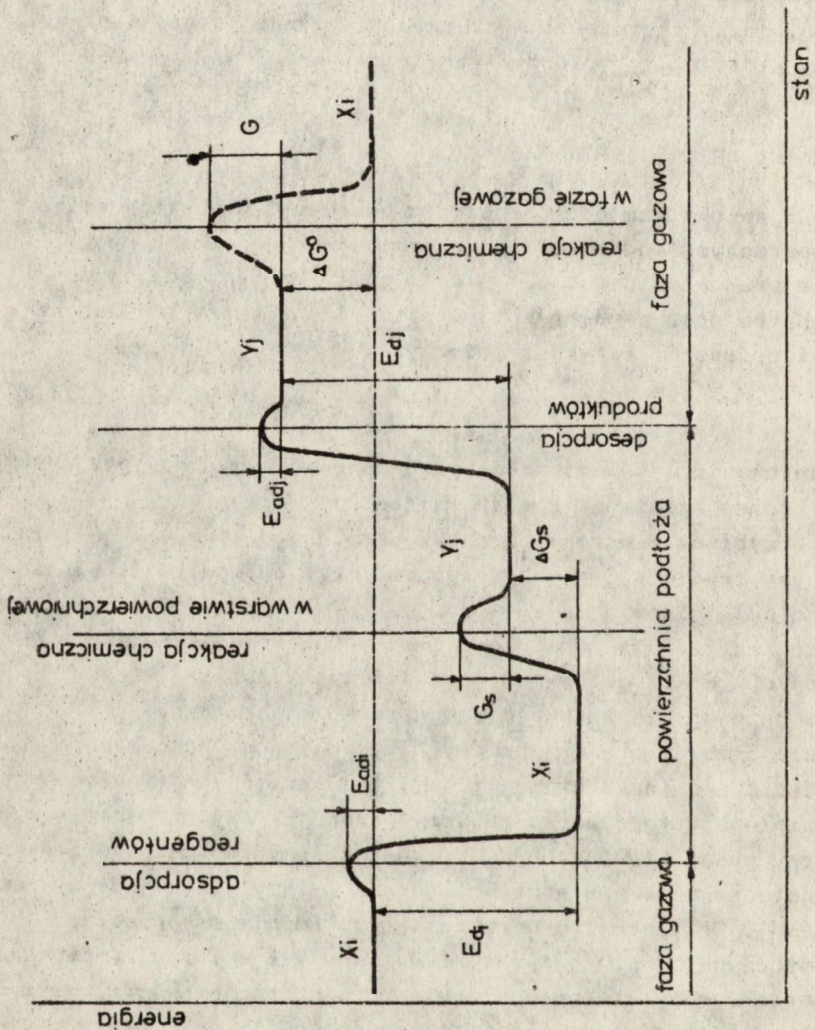 energia
Xi
adsorpcja
reagentów
Eadi
Edi
Xi
reakcja chemiczna
w warstwie powierzchniowej
Gs
ΔGs
Yj
Eadj
desorpcja
produktów
Edj
Yj
ΔG°
reakcja chemiczna
w fazie gazowej
G
Xi
faza gazowa
powierzchnia podłoża
faza gazowa
stan